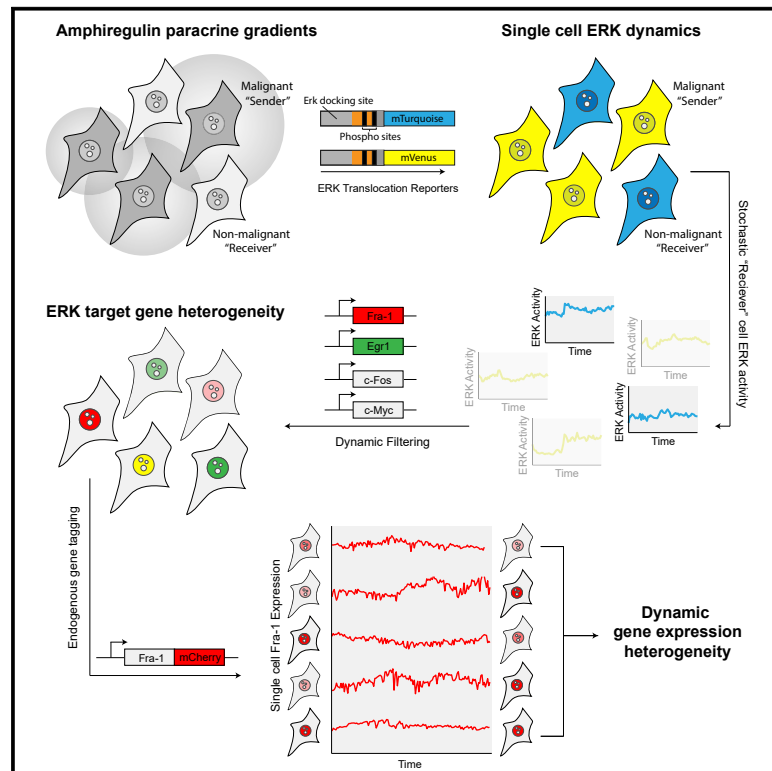 Amphiregulin paracrine gradients
Single cell ERK dynamics
Malignant
"Sender"
Non-malignant
"Receiver"
Erk docking site
mTurquoise
Phospho sites
mVenus
ERK Translocation Reporters
Malignant
"Sender"
Non-malignant
"Receiver"
Stochastic "Reciever" cell ERK activity
ERK Activity
Time
ERK Activity
Time
ERK Activity
Time
ERK Activity
Time
ERK Activity
Time
ERK target gene heterogeneity
Fra-1
Egr1
c-Fos
c-Myc
Dynamic Filtering
Endogenous gene tagging
Fra-1
mCherry
Single cell Fra-1 Expression
Time
Dynamic
gene expression
heterogeneity